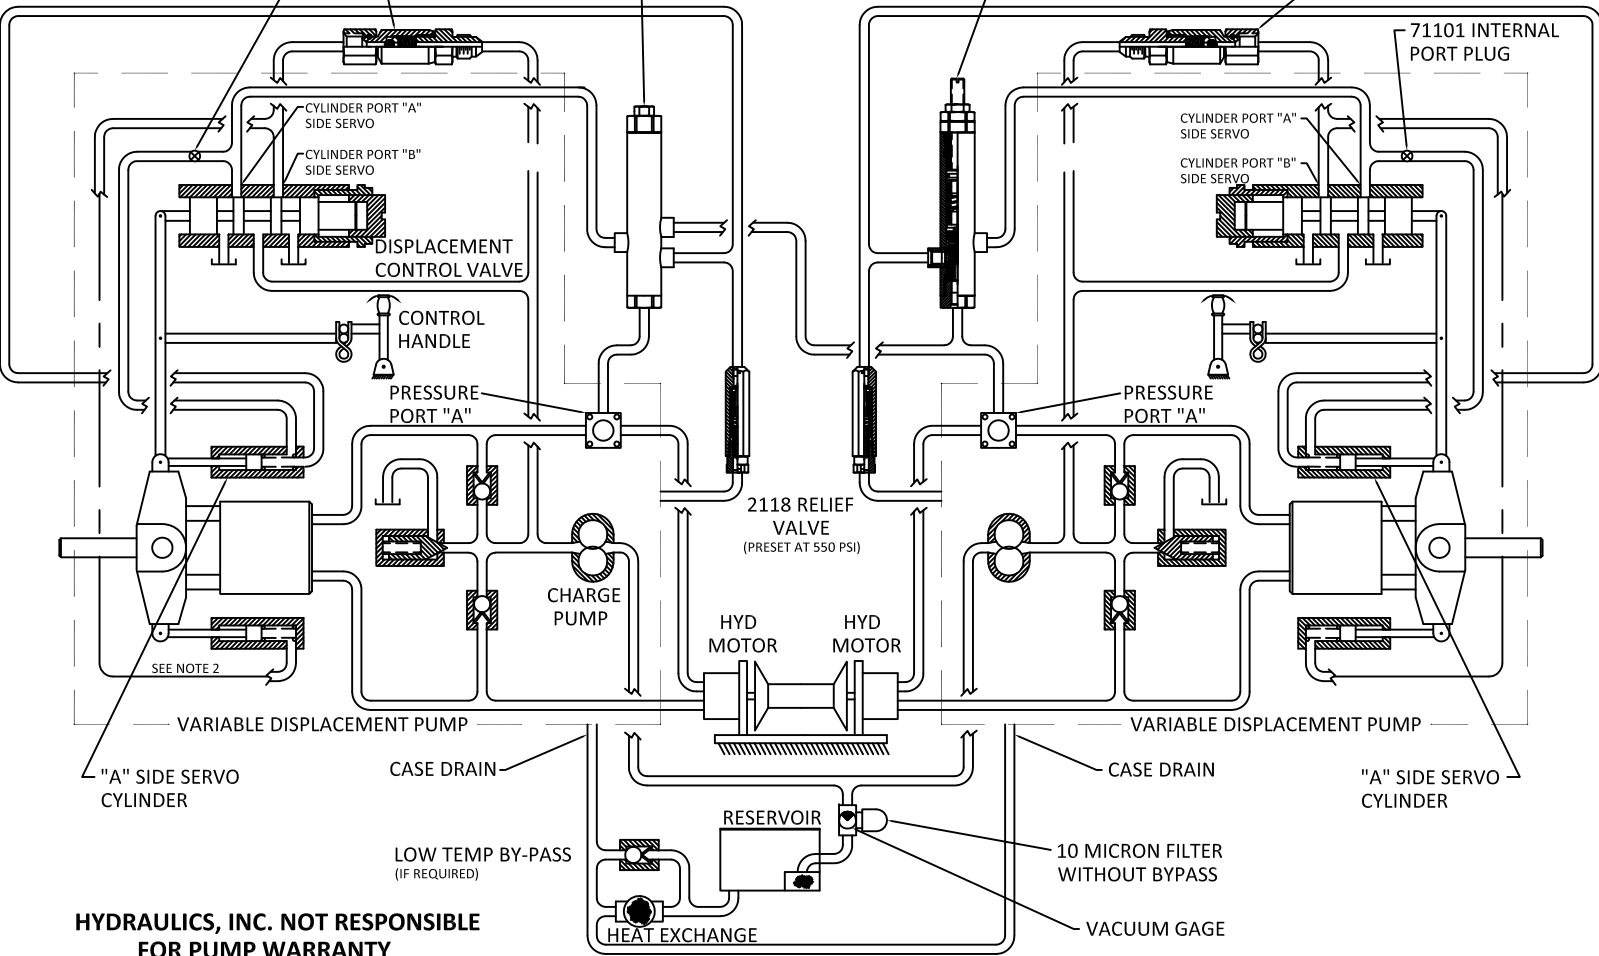 71101 INTERNAL
PORT PLUG
CYLINDER PORT "A"
SIDE SERVO
CYLINDER PORT "B"
SIDE SERVO
CYLINDER PORT "A"
SIDE SERVO
CYLINDER PORT "B"
SIDE SERVO
DISPLACEMENT
CONTROL VALVE
CONTROL
HANDLE
PRESSURE
PORT "A"
PRESSURE
PORT "A"
2118 RELIEF
VALVE
(PRESET AT 550 PSI)
CHARGE
PUMP
HYD
MOTOR
HYD
MOTOR
SEE NOTE 2
VARIABLE DISPLACEMENT PUMP
VARIABLE DISPLACEMENT PUMP
"A" SIDE SERVO
CYLINDER
CASE DRAIN
CASE DRAIN
"A" SIDE SERVO
CYLINDER
RESERVOIR
LOW TEMP BY-PASS
(IF REQUIRED)
10 MICRON FILTER
WITHOUT BYPASS
VACUUM GAGE
HEAT EXCHANGE
HYDRAULICS, INC. NOT RESPONSIBLE
FOR PUMP WARRANTY